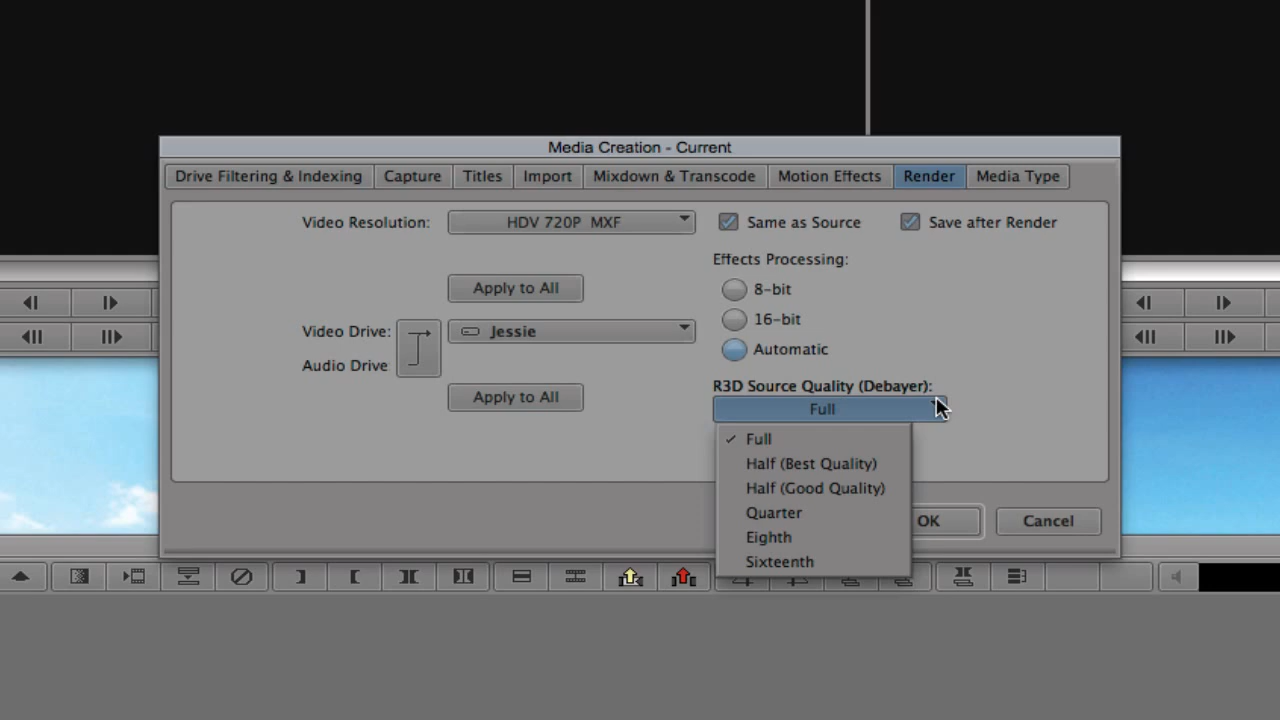 Media Creation - Current
Drive Filtering & Indexing Capture Titles Import Mixdown & Transcode Motion Effects Render Media Type
Video Resolution: HDV 720P MXF Same as Source Save after Render
Effects Processing:
Apply to All 8-bit
16-bit
Video Drive: Jessie
Automatic
Audio Drive
R3D Source Quality (Debayer):
Apply to All
Full
Full
Half (Best Quality)
Half (Good Quality)
Quarter
OK Cancel
Eighth
Sixteenth